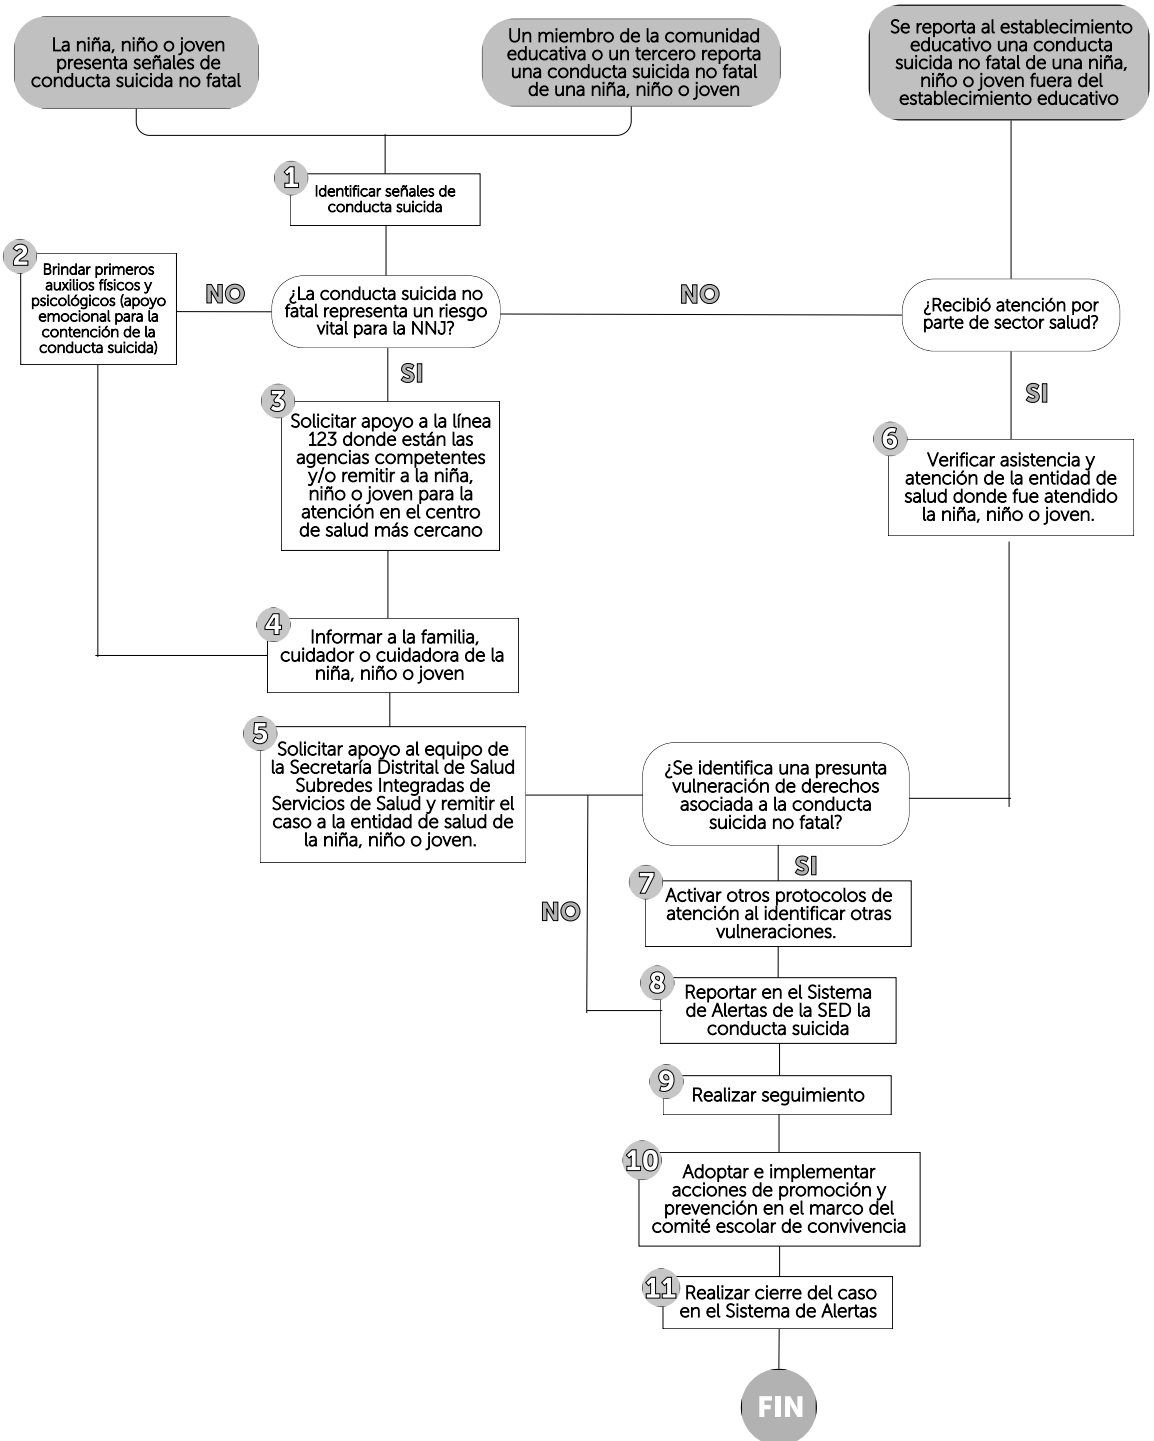 La niña, niño o joven
presenta señales de
conducta suicida no fatal
Un miembro de la comunidad
educativa o un tercero reporta
una conducta suicida no fatal
de una niña, niño o joven
Se reporta al establecimiento
educativo una conducta
suicida no fatal de una niña,
niño o joven fuera del
establecimiento educativo
1
Identificar señales de
conducta suicida
2
Brindar primeros
auxilios físicos y
psicológicos (apoyo
emocional para la
contención de la
conducta suicida)
NO
¿La conducta suicida no
fatal representa un riesgo
vital para la NNJ?
NO
¿Recibió atención por
parte de sector salud?
SI
SI
3
Solicitar apoyo a la línea
123 donde están las
agencias competentes
y/o remitir a la niña,
niño o joven para la
atención en el centro
de salud más cercano
6
Verificar asistencia y
atención de la entidad de
salud donde fue atendido
la niña, niño o joven.
4
Informar a la familia,
cuidador o cuidadora de la
niña, niño o joven
5
Solicitar apoyo al equipo de
la Secretaría Distrital de Salud
Subredes Integradas de
Servicios de Salud y remitir el
caso a la entidad de salud de
la niña, niño o joven.
¿Se identifica una presunta
vulneración de derechos
asociada a la conducta
suicida no fatal?
SI
NO
7
Activar otros protocolos de
atención al identificar otras
vulneraciones.
8
Reportar en el Sistema
de Alertas de la SED la
conducta suicida
9
Realizar seguimiento
10
Adoptar e implementar
acciones de promoción y
prevención en el marco del
comité escolar de convivencia
11
Realizar cierre del caso
en el Sistema de Alertas
FIN